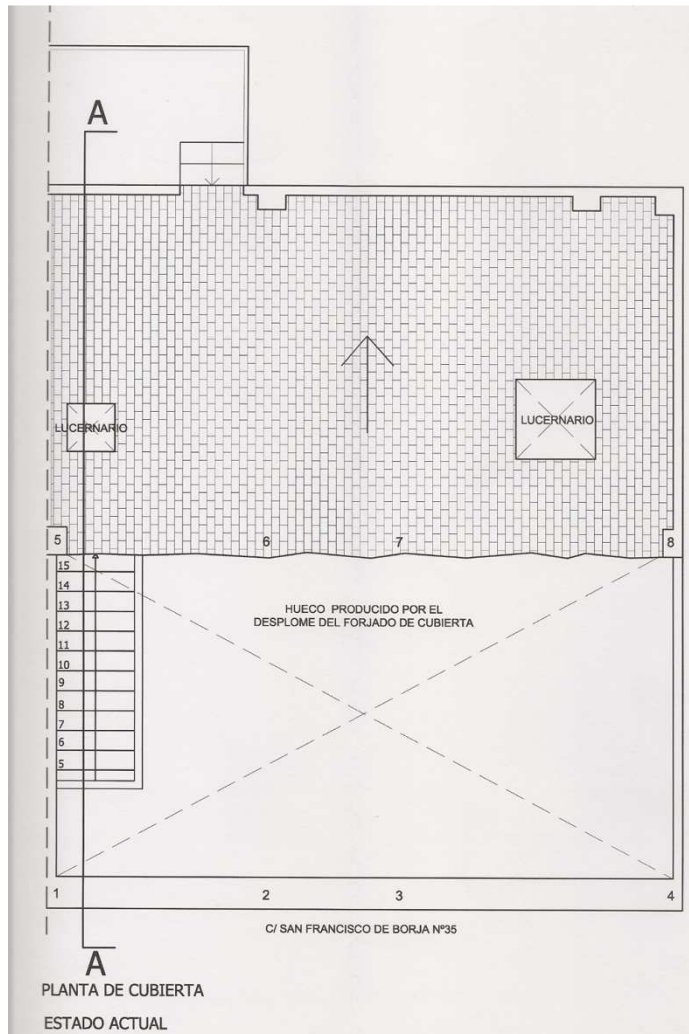 A
LUCERNARIO
LUCERNARIO
5
6
7
8
15
14
13
12
11
10
9
8
7
6
5
HUECO PRODUCIDO POR EL
DESPLOME DEL FORJADO DE CUBIERTA
1
2
3
4
C/ SAN FRANCISCO DE BORJA Nº35
A
PLANTA DE CUBIERTA
ESTADO ACTUAL